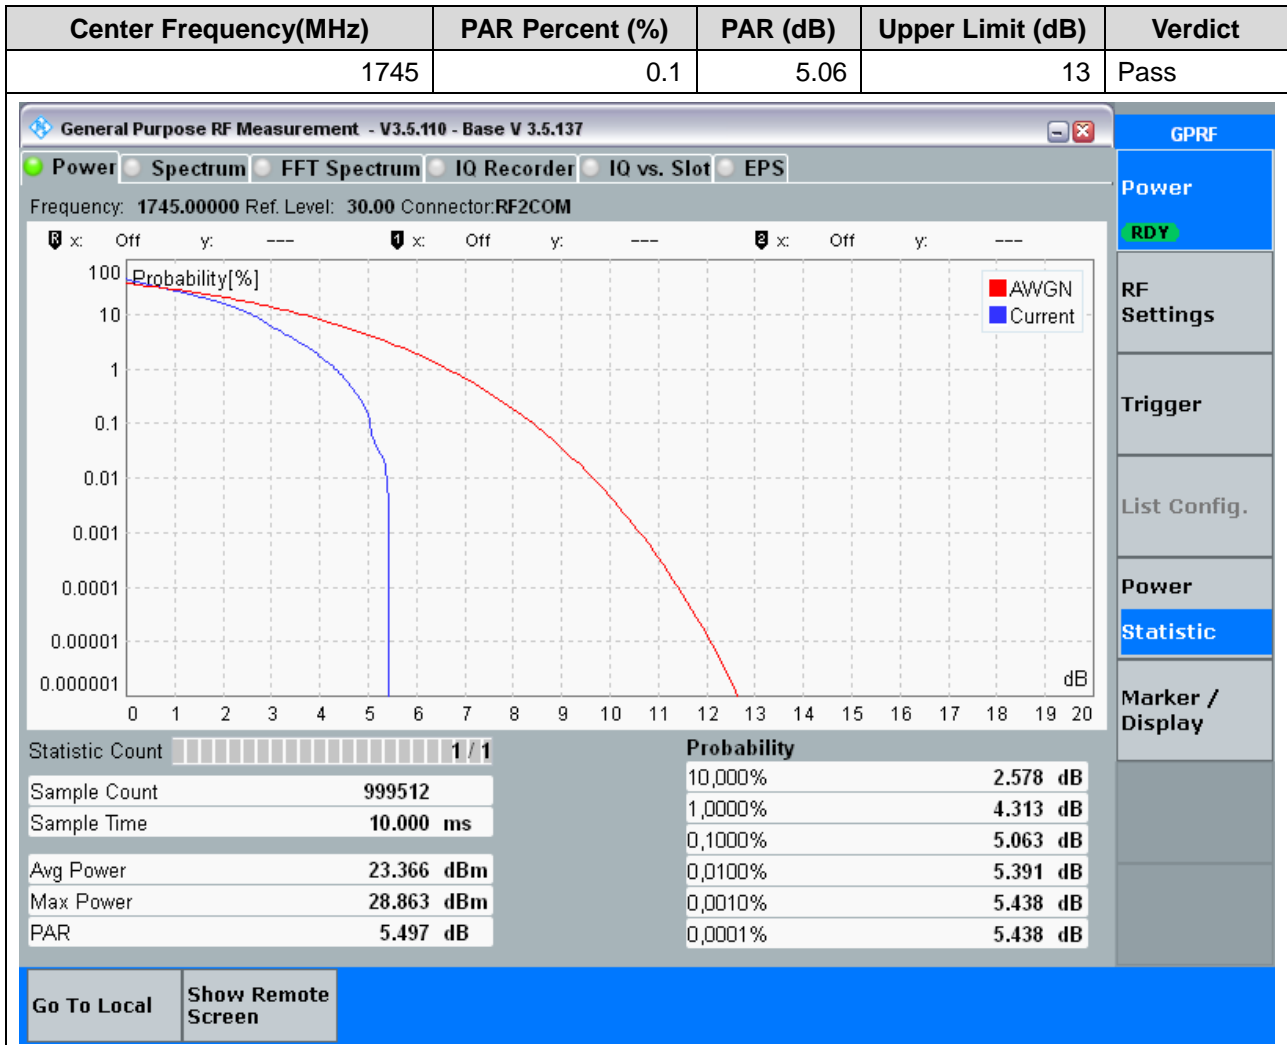 Center Frequency(MHz) PAR Percent (%) PAR (dB) Upper Limit (dB) Verdict
1745 0.1 5.06 13 Pass
General Purpose RF Measurement - V3.5.110 - Base V 3.5.137
GPRF
Power Spectrum FFT Spectrum IQ Recorder IQ vs. Slot EPS
Power
RDY
Frequency: 1745.00000 Ref. Level: 30.00 Connector:RF2COM
R x: Off y: --- 1 x: Off y: --- 2 x: Off y: ---
Probability[%]
AWGN
Current
100
10
1
0.1
0.01
0.001
0.0001
0.00001
0.000001
dB
0 1 2 3 4 5 6 7 8 9 10 11 12 13 14 15 16 17 18 19 20
RF
Settings
Trigger
List Config.
Power
Statistic
Marker /
Display
Statistic Count 1 / 1
Sample Count 999512
Sample Time 10.000 ms
Avg Power 23.366 dBm
Max Power 28.863 dBm
PAR 5.497 dB
Probability
10,000% 2.578 dB
1,0000% 4.313 dB
0,1000% 5.063 dB
0,0100% 5.391 dB
0,0010% 5.438 dB
0,0001% 5.438 dB
Go To Local
Show Remote
Screen